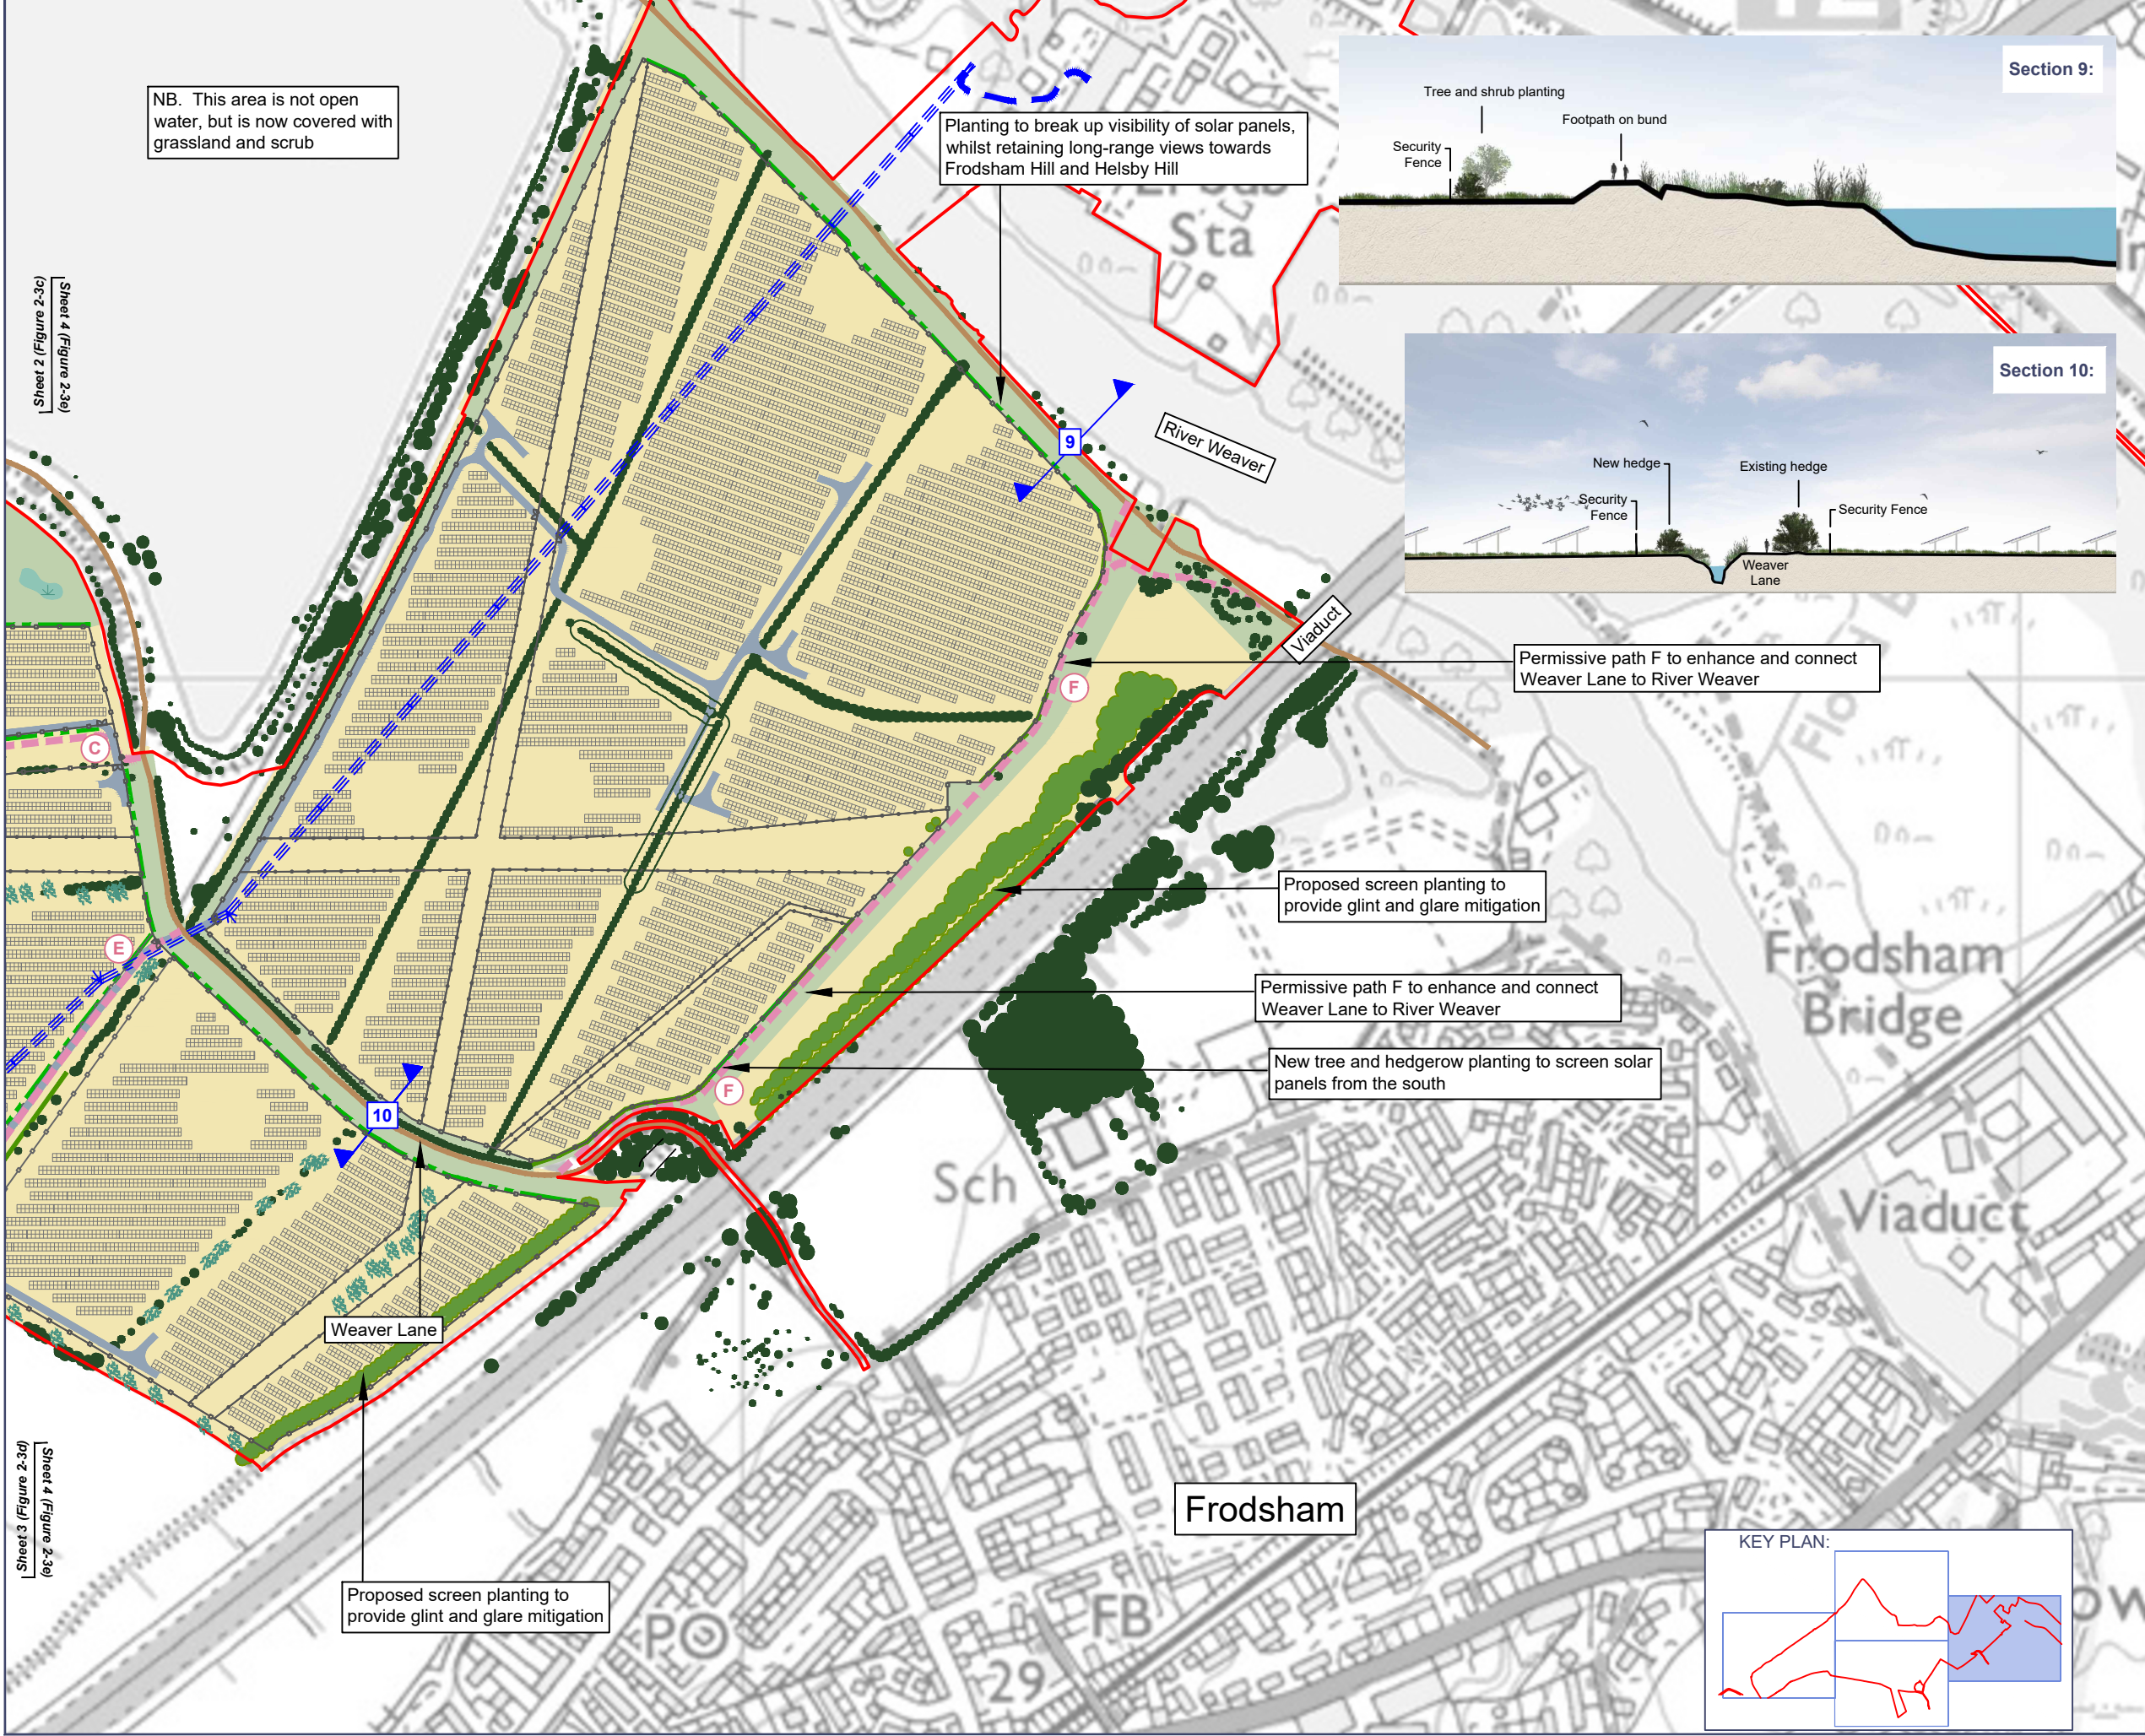 NB. This area is not open
water, but is now covered with
grassland and scrub
Planting to break up visibility of solar panels,
whilst retaining long-range views towards
Frodsham Hill and Helsby Hill
Sta
Section 9:
Tree and shrub planting
Footpath on bund
Security
Fence
Section 10:
New hedge
Existing hedge
Security
Fence
Security Fence
Weaver
Lane
Sheet 4 (Figure 2-3e)
Sheet 2 (Figure 2-3c)
9
River Weaver
Viaduct
Permissive path F to enhance and connect
Weaver Lane to River Weaver
F
C
Proposed screen planting to
provide glint and glare mitigation
E
Frodsham
Bridge
Permissive path F to enhance and connect
Weaver Lane to River Weaver
New tree and hedgerow planting to screen solar
panels from the south
F
10
Sch
Viaduct
Weaver Lane
Sheet 4 (Figure 2-3e)
Sheet 3 (Figure 2-3d)
Frodsham
Proposed screen planting to
provide glint and glare mitigation
PO
FB
29
KEY PLAN: